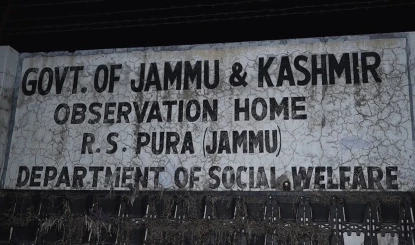 GOVT. OF JAMMU & KASHMIR
OBSERVATION HOME
R. S. PURA (JAMMU)
DEPARTMENT OF SOCIAL WELFARE